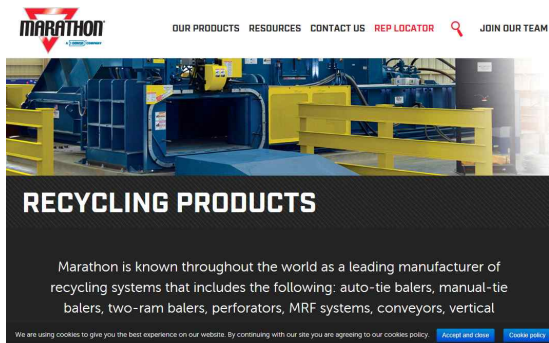 MARATHON
OUR PRODUCTS RESOURCES CONTACT US REP LOCATOR JOIN OUR TEAM
RECYCLING PRODUCTS
Marathon is known throughout the world as a leading manufacturer of
recycling systems that includes the following: auto-tie balers, manual-tie
balers, two-ram balers, perforators, MRF systems, conveyors, vertical
We are using cookies to give you the best experience on our website. By continuing with our site you are agreeing to our cookies policy. Accept and close Cookie policy